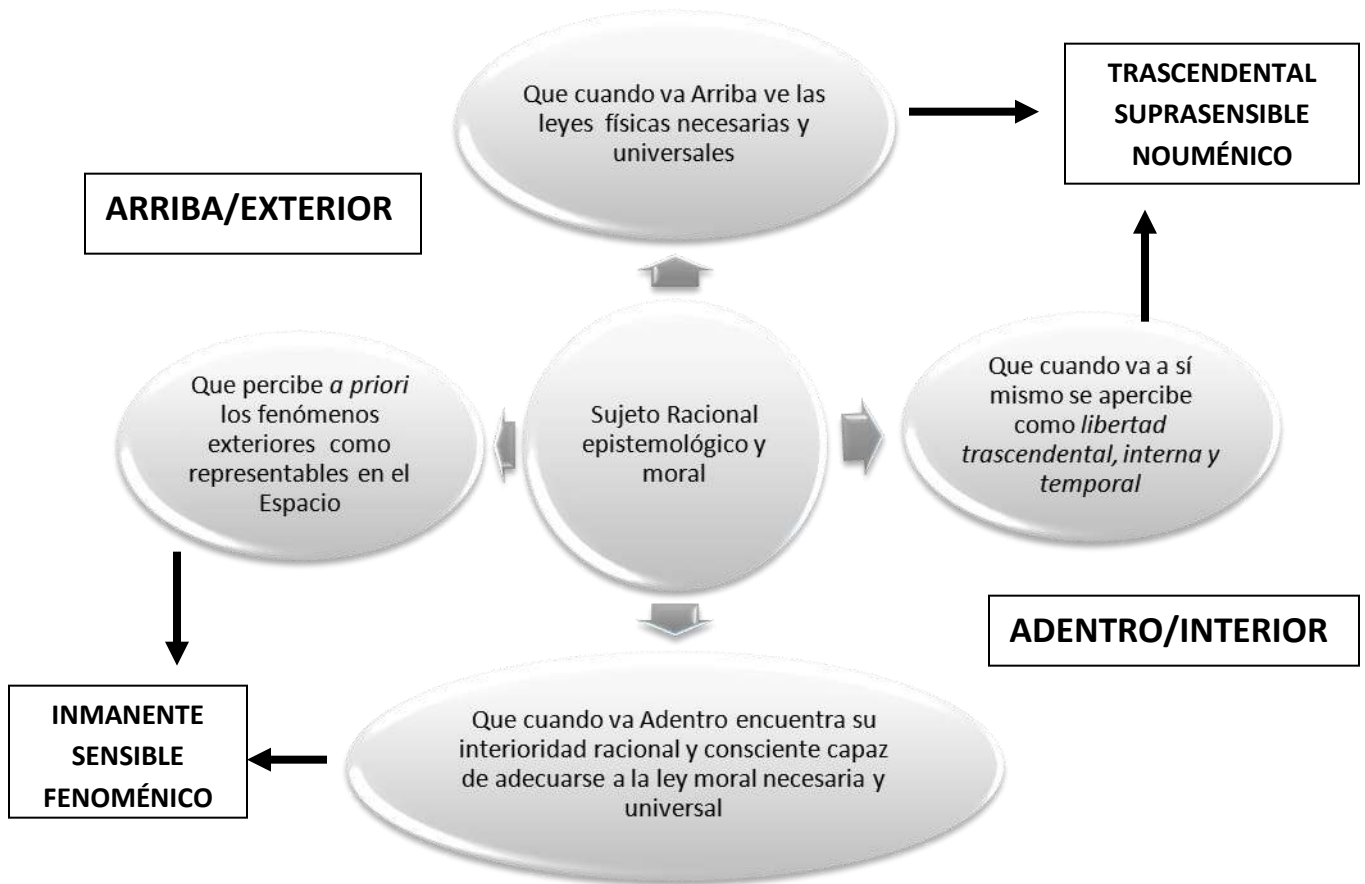 Que cuando va Arriba ve las
leyes físicas necesarias y
universales
TRASCENDENTAL
SUPRASENSIBLE
NOUMÉNICO
ARRIBA/EXTERIOR
Que percibe a priori
los fenómenos
exteriores como
representables en el
Espacio
Sujeto Racional
epistemológico y
moral
Que cuando va a sí
mismo se apercibe
como libertad
trascendental, interna y
temporal
ADENTRO/INTERIOR
INMANENTE
SENSIBLE
FENOMÉNICO
Que cuando va Adentro encuentra su
interioridad racional y consciente capaz
de adecuarse a la ley moral necesaria y
universal